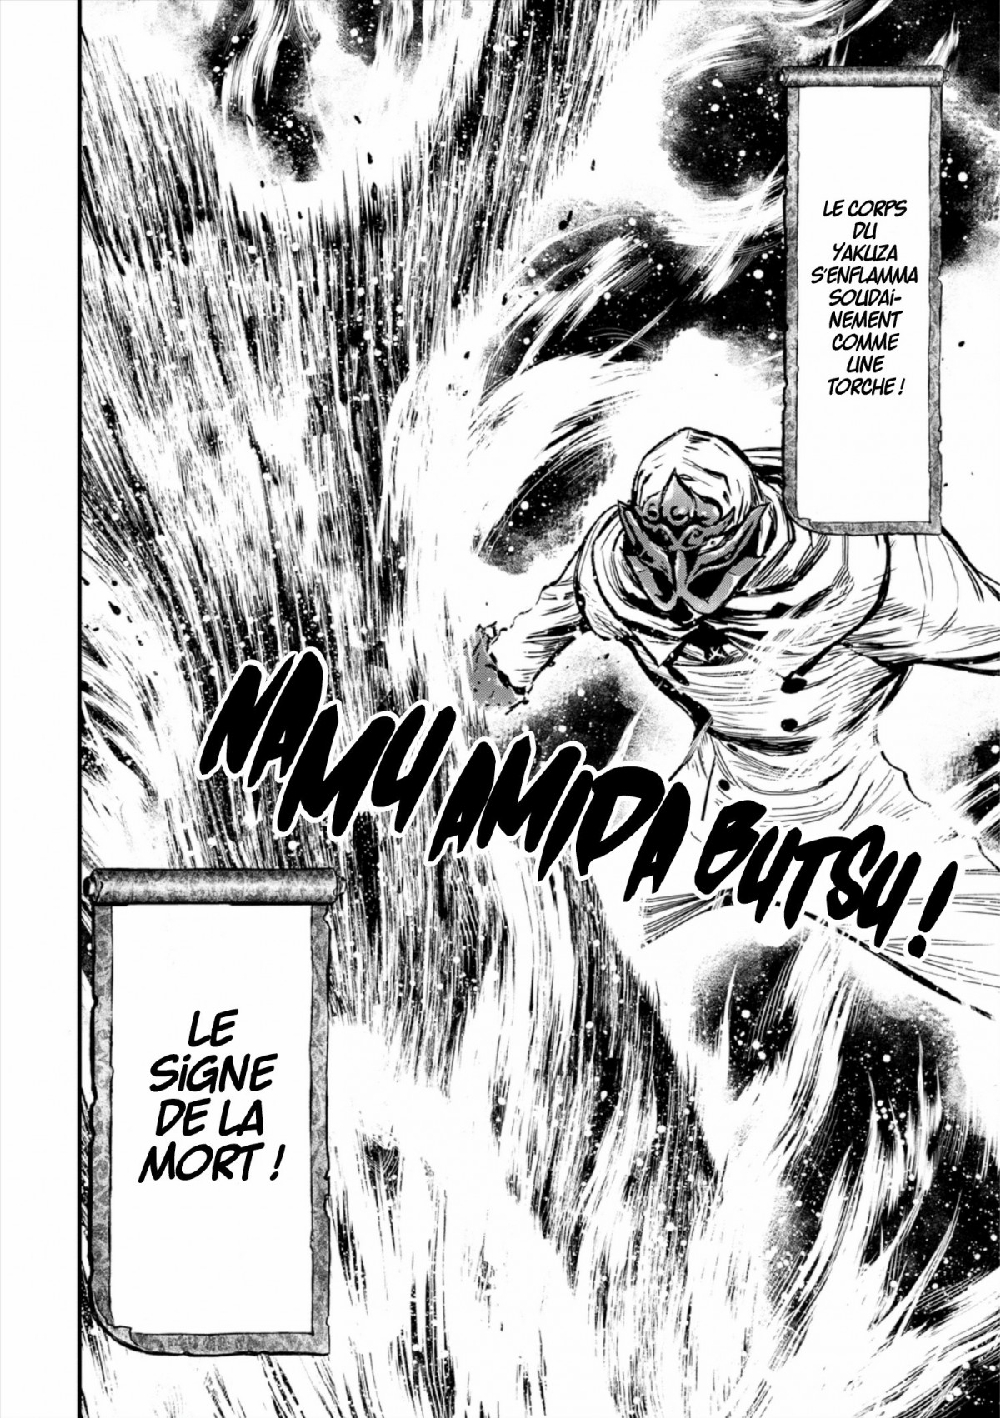 LE CORPS
DU
YAKUZA
S'ENFLAMMA
SOUDAI-
NEMENT
COMME
UNE
TORCHE !
NAMU AMIDA BUTSU !
LE
SIGNE
DE LA
MORT !